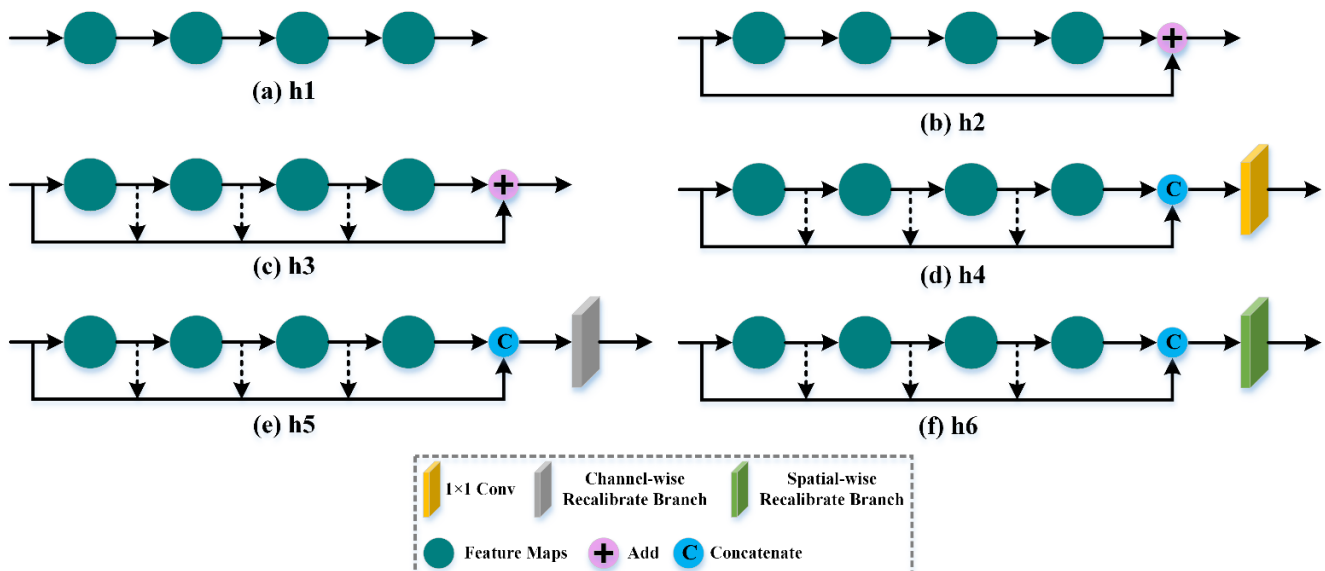 +
(a) h1
(b) h2
+
C
(c) h3
(d) h4
C
C
(e) h5
(f) h6
1×1 Conv
Channel-wise
Recalibrate Branch
Spatial-wise
Recalibrate Branch
Feature Maps
+ Add
C Concatenate